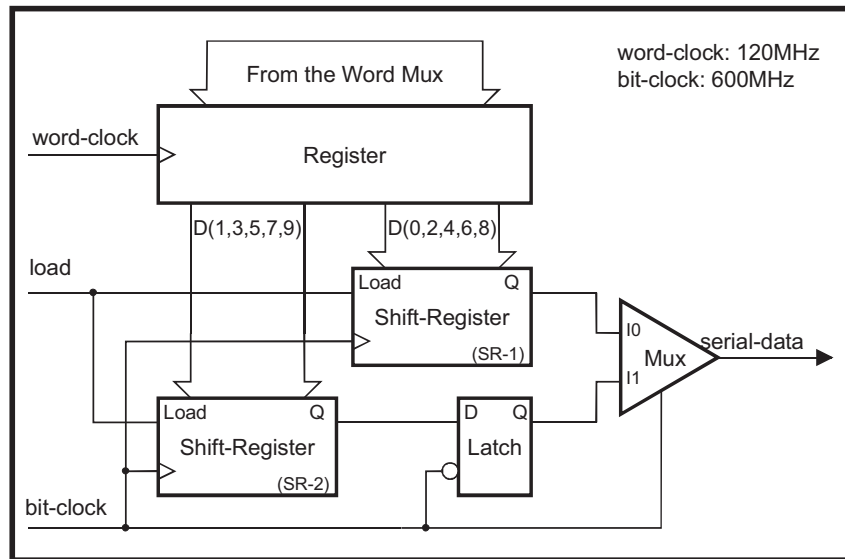 From the Word Mux
word-clock: 120MHz
bit-clock: 600MHz
word-clock
Register
D(1,3,5,7,9)
D(0,2,4,6,8)
load
Load
Q
Shift-Register
(SR-1)
I0
I1
Mux
serial-data
Load
Q
Shift-Register
(SR-2)
D
Q
Latch
bit-clock